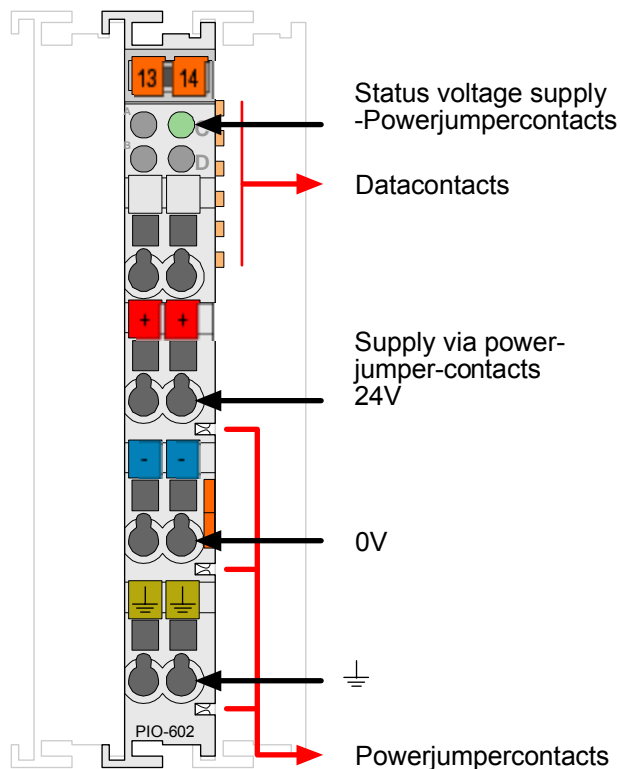 13 14
A
C
B
D
Status voltage supply
-Powerjumpercontacts
Datacontacts
+ +
Supply via power-
jumper-contacts
24V
- -
0V
PIO-602
Powerjumpercontacts